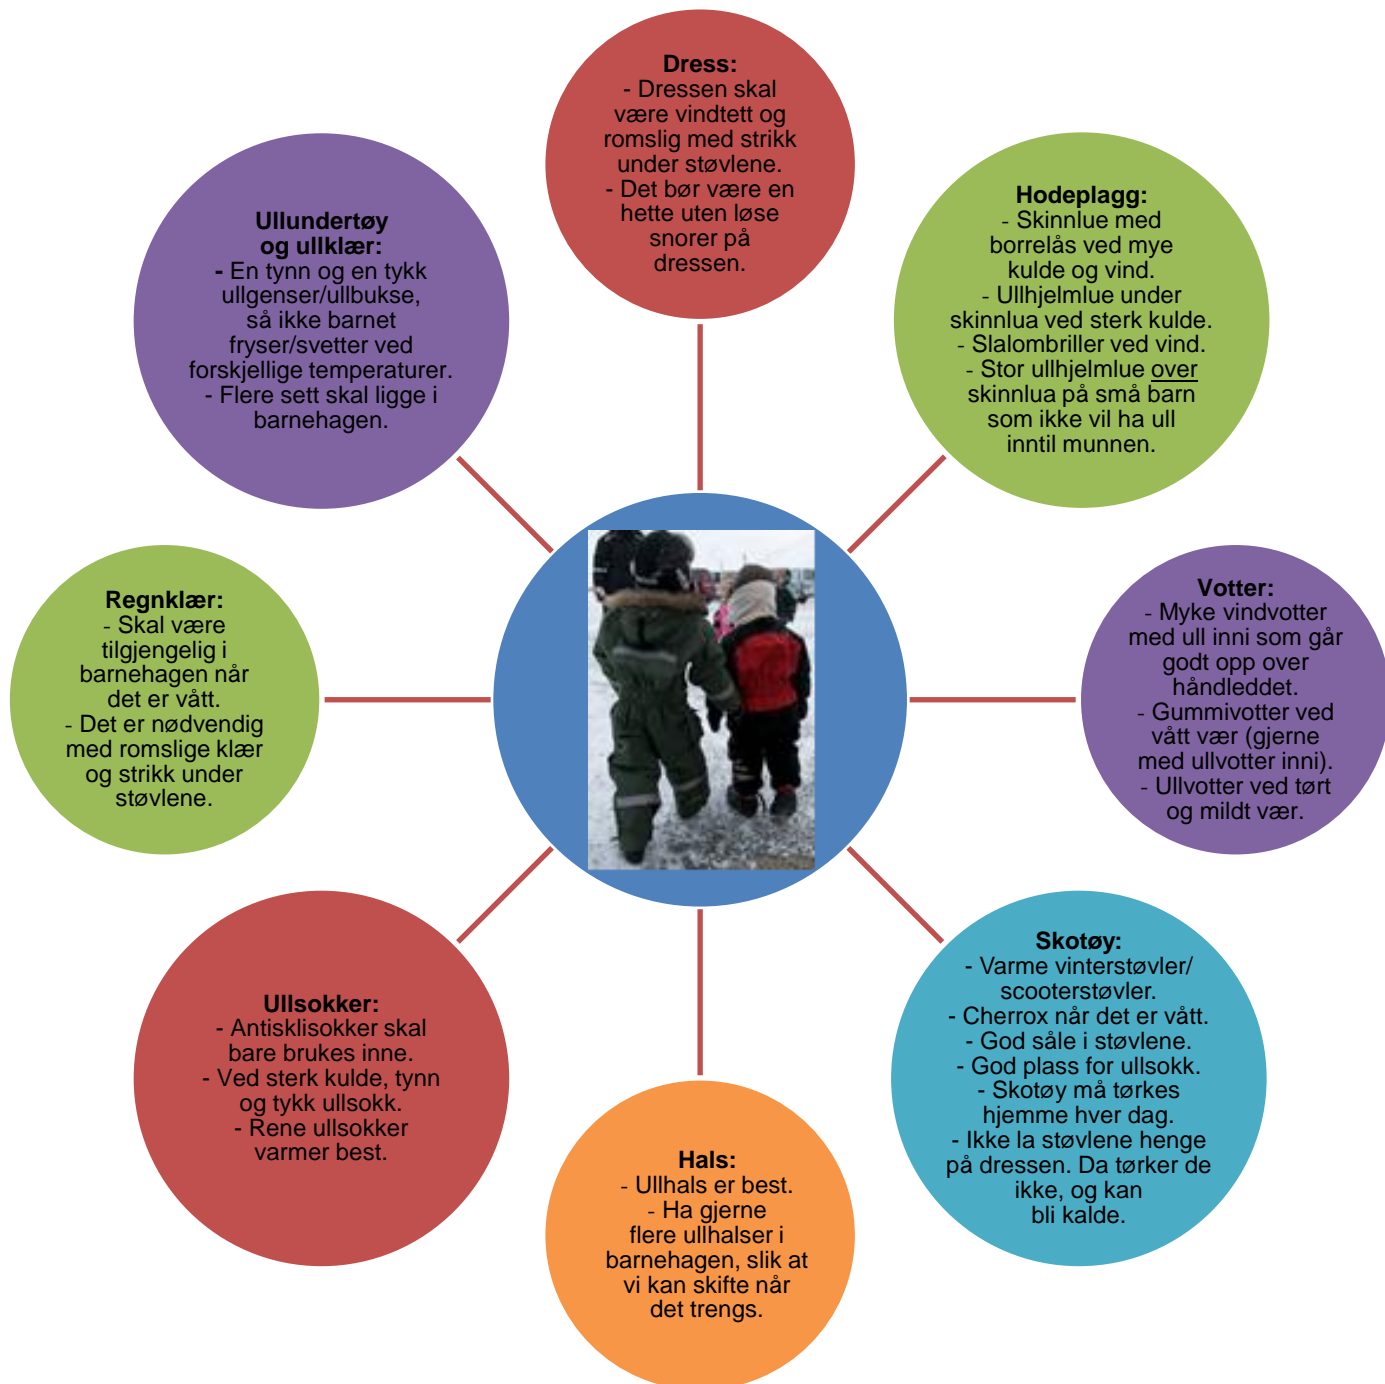 Dress:
- Dressen skal
være vindtett og
romslig med strikk
under støvlene.
- Det bør være en
hette uten løse
snorer på
dressen.
Hodeplagg:
- Skinnlue med
borrelås ved mye
kulde og vind.
- Ullhjelmlue under
skinnlua ved sterk kulde.
- Slalombriller ved vind.
- Stor ullhjelmlue over
skinnlua på små barn
som ikke vil ha ull
inntil munnen.
Votter:
- Myke vindvotter
med ull inni som går
godt opp over
håndleddet.
- Gummivotter ved
vått vær (gjerne
med ullvotter inni).
- Ullvotter ved tørt
og mildt vær.
Skotøy:
- Varme vinterstøvler/
scooterstøvler.
- Cherrox når det er vått.
- God såle i støvlene.
- God plass for ullsokk.
- Skotøy må tørkes
hjemme hver dag.
- Ikke la støvlene henge
på dressen. Da tørker de
ikke, og kan
bli kalde.
Hals:
- Ullhals er best.
- Ha gjerne
flere ullhalser i
barnehagen, slik at
vi kan skifte når
det trengs.
Ullsokker:
- Antisklisokker skal
bare brukes inne.
- Ved sterk kulde, tynn
og tykk ullsokk.
- Rene ullsokker
varmer best.
Regnklær:
- Skal være
tilgjengelig i
barnehagen når
det er vått.
- Det er nødvendig
med romslige klær
og strikk under
støvlene.
Ullundertøy
og ullklær:
- En tynn og en tykk
ullgenser/ullbukse,
så ikke barnet
fryser/svetter ved
forskjellige temperaturer.
- Flere sett skal ligge i
barnehagen.